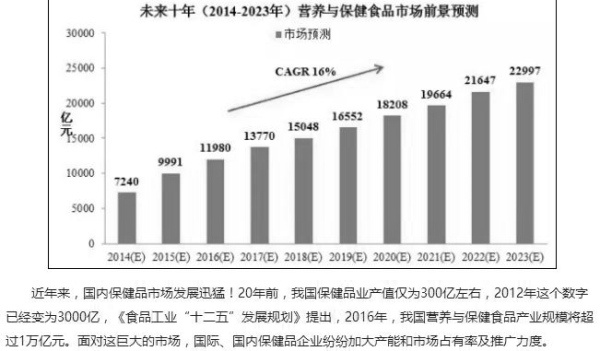 未来十年（2014-2023年）营养与保健食品市场前景预测
■市场预测
30000
25000
20000
15000
10000
5000
0
亿元
CAGR 16%
7240
9991
11980
13770
15048
16552
18208
19664
21647
22997
2014(E) 2015(E) 2016(E) 2017(E) 2018(E) 2019(E) 2020(E) 2021(E) 2022(E) 2023(E)
近年来，国内保健品市场发展迅猛！20年前，我国保健品业产值仅为300亿左右，2012年这个数字
已经变为3000亿，《食品工业“十二五”发展规划》提出，2016年，我国营养与保健食品产业规模将超
过1万亿元。面对这巨大的市场，国际、国内保健品企业纷纷加大产能和市场占有率及推广力度。